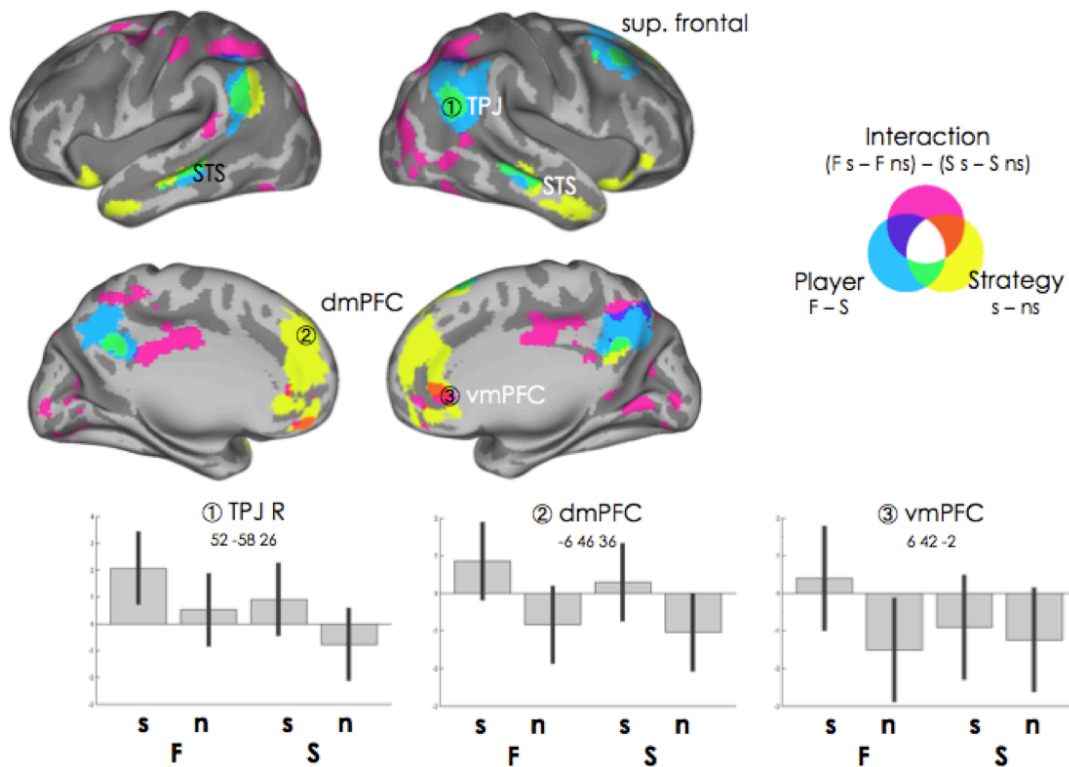 sup. frontal
① TPJ
STS
STS
Interaction
(F s – F ns) – (S s – S ns)
Player
F – S
Strategy
s – ns
dmPFC
②
③ vmPFC
① TPJ R
52 -58 26
② dmPFC
-6 46 36
③ vmPFC
6 42 -2
s n s n
F S
s n s n
F S
s n s n
F S